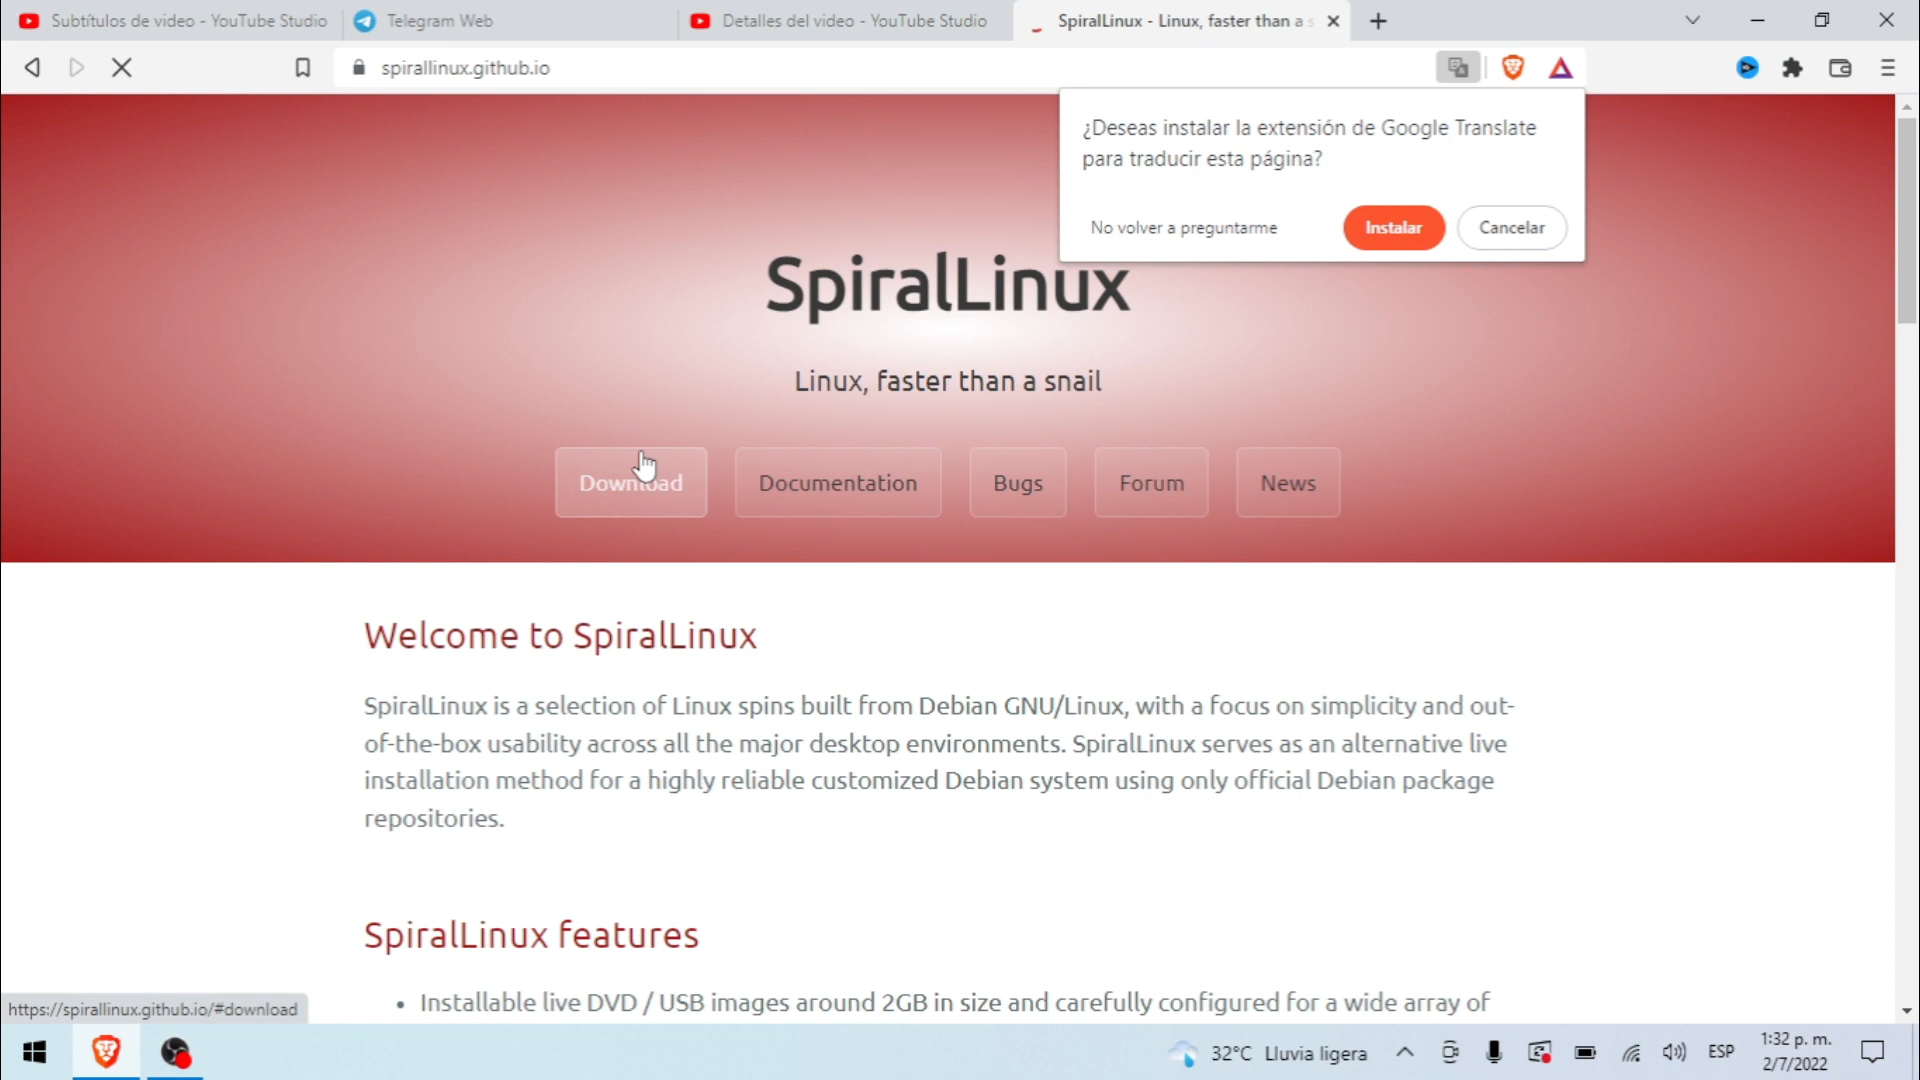 Subtítulos de video - YouTube Studio
Telegram Web
Detalles del video - YouTube Studio
SpiralLinux - Linux, faster than a s
spirallinux.github.io
¿Deseas instalar la extensión de Google Translate
para traducir esta página?
No volver a preguntarme
Instalar
Cancelar
SpiralLinux
Linux, faster than a snail
Download
Documentation
Bugs
Forum
News
Welcome to SpiralLinux
SpiralLinux is a selection of Linux spins built from Debian GNU/Linux, with a focus on simplicity and out-
of-the-box usability across all the major desktop environments. SpiralLinux serves as an alternative live
installation method for a highly reliable customized Debian system using only official Debian package
repositories.
SpiralLinux features
• Installable live DVD / USB images around 2GB in size and carefully configured for a wide array of
https://spirallinux.github.io/#download
32°C Lluvia ligera
ESP
1:32 p. m.
2/7/2022